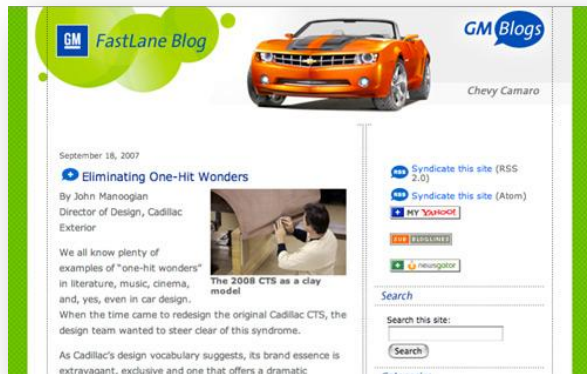 GM FastLane Blog
GM Blogs
Chevy Camaro
September 18, 2007
Eliminating One-Hit Wonders
By John Manoogian
Director of Design, Cadillac
Exterior
We all know plenty of
examples of "one-hit wonders"
in literature, music, cinema,
and, yes, even in car design.
The 2008 CTS as a clay
model
When the time came to redesign the original Cadillac CTS, the
design team wanted to steer clear of this syndrome.
As Cadillac's design vocabulary suggests, its brand essence is
extravagant, exclusive and one that offers a dramatic
RSS Syndicate this site (RSS
2.0)
RSS Syndicate this site (Atom)
+ MY YAHOO!
SUB BLOGLINES
+ newsgator
Search
Search this site:
Search